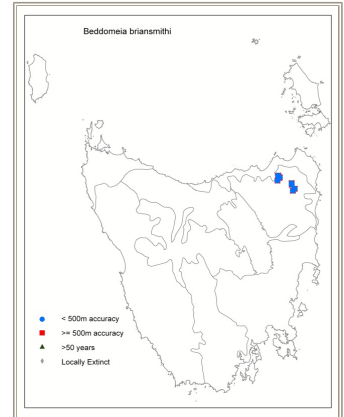 Beddomeia briansmithi
< 500m accuracy
>= 500m accuracy
>50 years
Locally Extinct